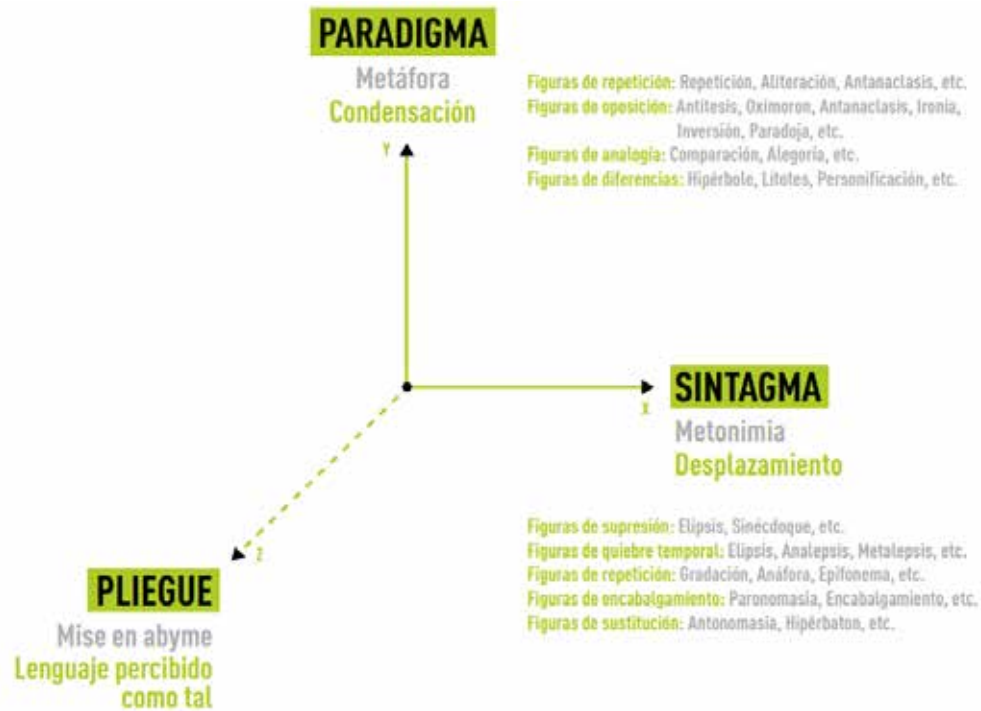 PARADIGMA
Metáfora
Condensación
Figuras de repetición: Repetición, Aliteración, Antanaclasis, etc.
Figuras de oposición: Antítesis, Oxímoron, Antanaclasis, Ironía,
Inversión, Paradoja, etc.
Figuras de analogía: Comparación, Alegoría, etc.
Figuras de diferencias: Hipérbole, Lítotes, Personificación, etc.
Y
SINTAGMA
X
Metonimia
Desplazamiento
Figuras de supresión: Elipsis, Sinécdoque, etc.
Figuras de quiebre temporal: Elipsis, Analepsis, Metalepsis, etc.
Figuras de repetición: Gradación, Anáfora, Epifonema, etc.
Figuras de encabalgamiento: Paronomasia, Encabalgamiento, etc.
Figuras de sustitución: Antonomasia, Hipérbaton, etc.
Z
PLIEGUE
Mise en abyme
Lenguaje percibido
como tal